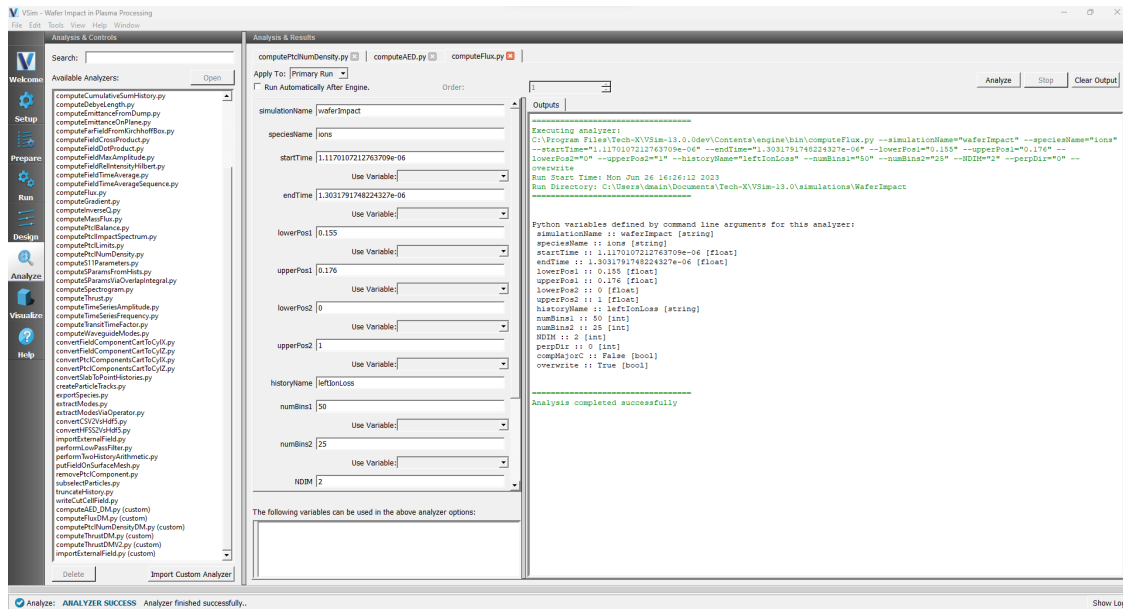 VSim - Wafer Impact in Plasma Processing
File Edit Tools View Help Window
Analysis & Controls
Analysis & Results
Welcome
Setup
Prepare
Run
Design
Analyze
Visualize
Help
Search:
Available Analyzers:
Open
computeCumulativeSumHistory.py
computeDebyeLength.py
computeEmittanceFromDump.py
computeEmittanceOnPlane.py
computeFarFieldFromKirchhoffBox.py
computeFieldCrossProduct.py
computeFieldDotProduct.py
computeFieldMaxAmplitude.py
computeFieldRelIntensityHilbert.py
computeFieldTimeAverage.py
computeFieldTimeAverageSequence.py
computeFlux.py
computeGradient.py
computeInverseQ.py
computeMassFlux.py
computePtclBalance.py
computePtclImpactSpectrum.py
computePtclLimits.py
computePtclNumDensity.py
computeS11Parameters.py
computeSParamsFromHists.py
computeSParamsViaOverlapIntegral.py
computeSpectrogram.py
computeThrust.py
computeTimeSeriesAmplitude.py
computeTimeSeriesFrequency.py
computeTransitTimeFactor.py
computeWaveguideModes.py
convertFieldComponentCartToCylX.py
convertFieldComponentCartToCylZ.py
convertPtclComponentsCartToCylX.py
convertPtclComponentsCartToCylZ.py
convertSlabToPointHistories.py
createParticleTracks.py
exportSpecies.py
extractModes.py
extractModesViaOperator.py
convertCSV2VsHdf5.py
convertHFSS2VsHdf5.py
importExternalField.py
performLowPassFilter.py
performTwoHistoryArithmetic.py
putFieldOnSurfaceMesh.py
removePtclComponent.py
subselectParticles.py
truncateHistory.py
writeCutCellField.py
computeAED_DM.py (custom)
computeFluxDM.py (custom)
computePtclNumDensityDM.py (custom)
computeThrustDM.py (custom)
computeThrustDMV2.py (custom)
importExternalField.py (custom)
Delete
Import Custom Analyzer
computePtclNumDensity.py
computeAED.py
computeFlux.py
Apply To: Primary Run
Run Automatically After Engine.
Order:
1
Analyze
Stop
Clear Output
simulationName waferImpact
speciesName ions
startTime 1.1170107212763709e-06
Use Variable:
endTime 1.3031791748224327e-06
Use Variable:
lowerPos1 0.155
Use Variable:
upperPos1 0.176
Use Variable:
lowerPos2 0
Use Variable:
upperPos2 1
Use Variable:
historyName leftIonLoss
numBins1 50
Use Variable:
numBins2 25
Use Variable:
NDIM 2
The following variables can be used in the above analyzer options:
Outputs
==================================
Executing analyzer:
C:\Program Files\Tech-X\VSim-13.0.0dev\Contents\engine\bin\computeFlux.py --simulationName="waferImpact" --speciesName="ions"
--startTime="1.1170107212763709e-06" --endTime="1.3031791748224327e-06" --lowerPos1="0.155" --upperPos1="0.176" --
lowerPos2="0" --upperPos2="1" --historyName="leftIonLoss" --numBins1="50" --numBins2="25" --NDIM="2" --perpDir="0" --
overwrite
Run Start Time: Mon Jun 26 16:26:12 2023
Run Directory: C:\Users\dmain\Documents\Tech-X\VSim-13.0\simulations\WaferImpact
==================================
Python variables defined by command line arguments for this analyzer:
simulationName :: waferImpact [string]
speciesName :: ions [string]
startTime :: 1.1170107212763709e-06 [float]
endTime :: 1.3031791748224327e-06 [float]
lowerPos1 :: 0.155 [float]
upperPos1 :: 0.176 [float]
lowerPos2 :: 0 [float]
upperPos2 :: 1 [float]
historyName :: leftIonLoss [string]
numBins1 :: 50 [int]
numBins2 :: 25 [int]
NDIM :: 2 [int]
perpDir :: 0 [int]
compMajorC :: False [bool]
overwrite :: True [bool]
==================================
Analysis completed successfully
Analyze: ANALYZER SUCCESS Analyzer finished successfully..
Show Log